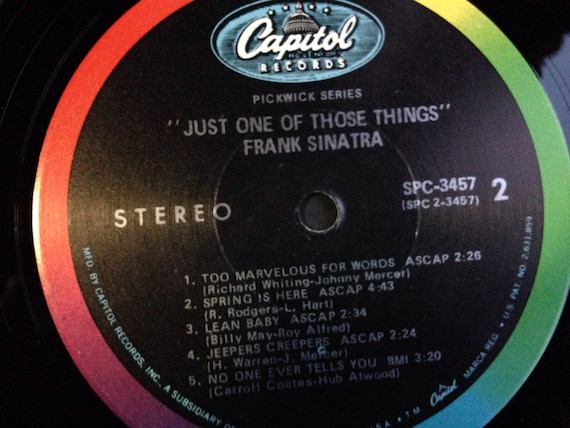 Capitol
RECORDS
PICKWICK SERIES
"JUST ONE OF THOSE THINGS"
FRANK SINATRA
STEREO
SPC-3457
(SPC 2-3457)
2
1. TOO MARVELOUS FOR WORDS ASCAP 2:26
(Richard Whiting-Johnny Mercer)
2. SPRING IS HERE ASCAP 4:43
(R. Rodgers-L. Hart)
3. LEAN BABY ASCAP 2:34
(Billy May-Roy Alfred)
4. JEEPERS CREEPERS ASCAP 2:24
(H. Warren-J. Mercer)
5. NO ONE EVER TELLS YOU BMI 3:20
(Carroll Coates-Hub Atwood)
MFD. BY CAPITOL RECORDS, INC. A SUBSIDIARY OF
USA • T M Capitol MARCA REG. • U.S. PAT. NO. 2,631,859